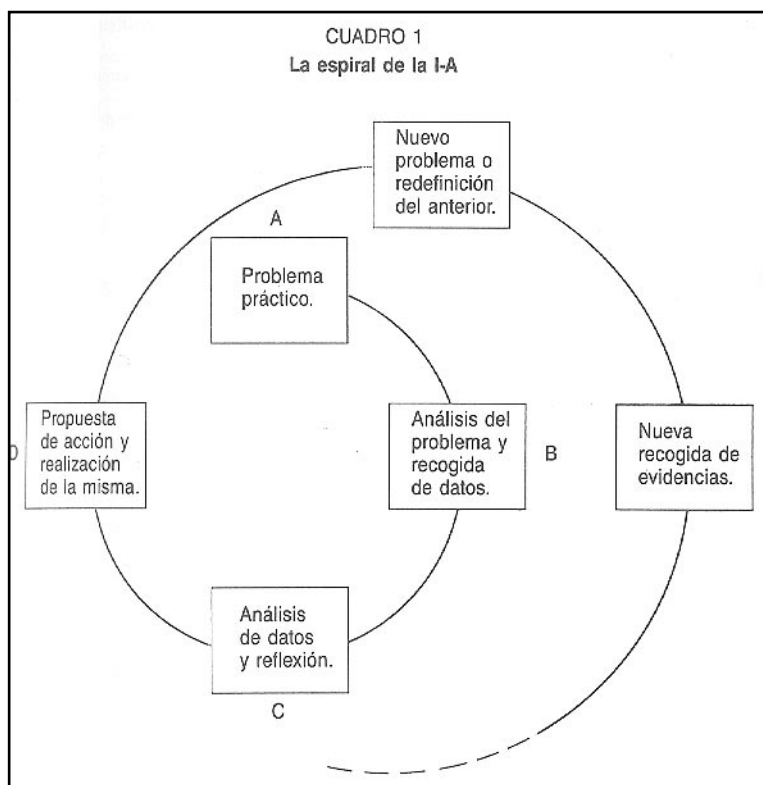 CUADRO 1
La espiral de la I-A
Nuevo
problema o
redefinición
del anterior.
A
Problema
práctico.
Propuesta
de acción y
realización
de la misma.
Análisis del
problema y
recogida
de datos.
B
Nueva
recogida de
evidencias.
Análisis
de datos
y reflexión.
C